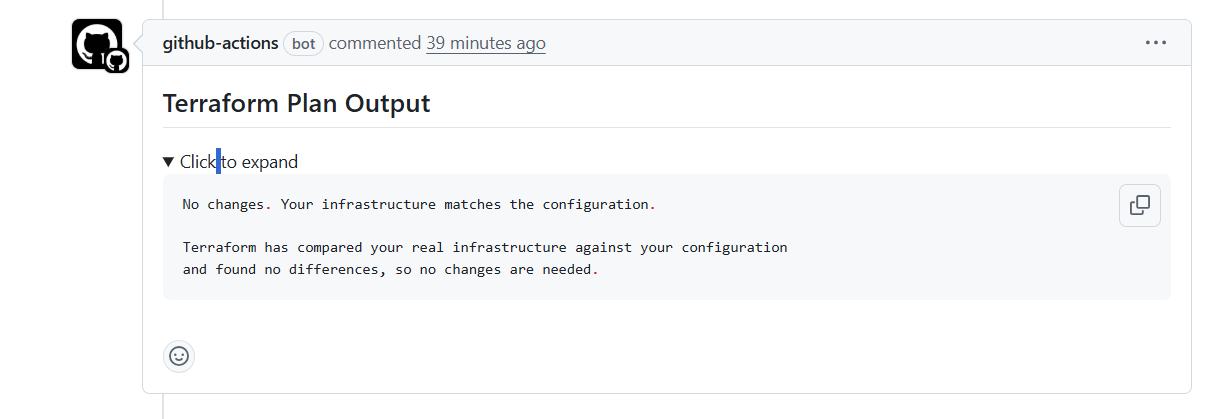 github-actions bot commented 39 minutes ago
Terraform Plan Output
Click to expand
No changes. Your infrastructure matches the configuration.
Terraform has compared your real infrastructure against your configuration
and found no differences, so no changes are needed.